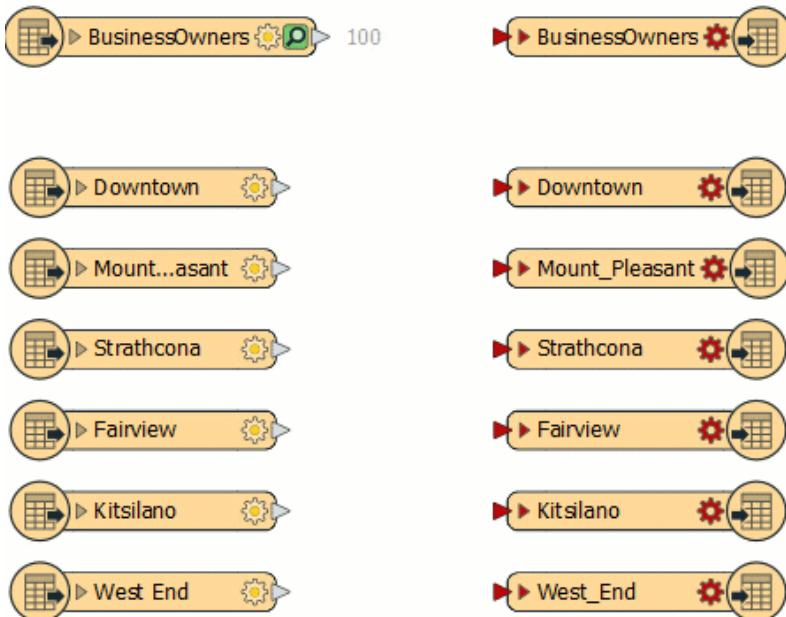 BusinessOwners 100 BusinessOwners
Downtown Downtown
Mount...asant Mount_Pleasant
Strathcona Strathcona
Fairview Fairview
Kitsilano Kitsilano
West End West_End